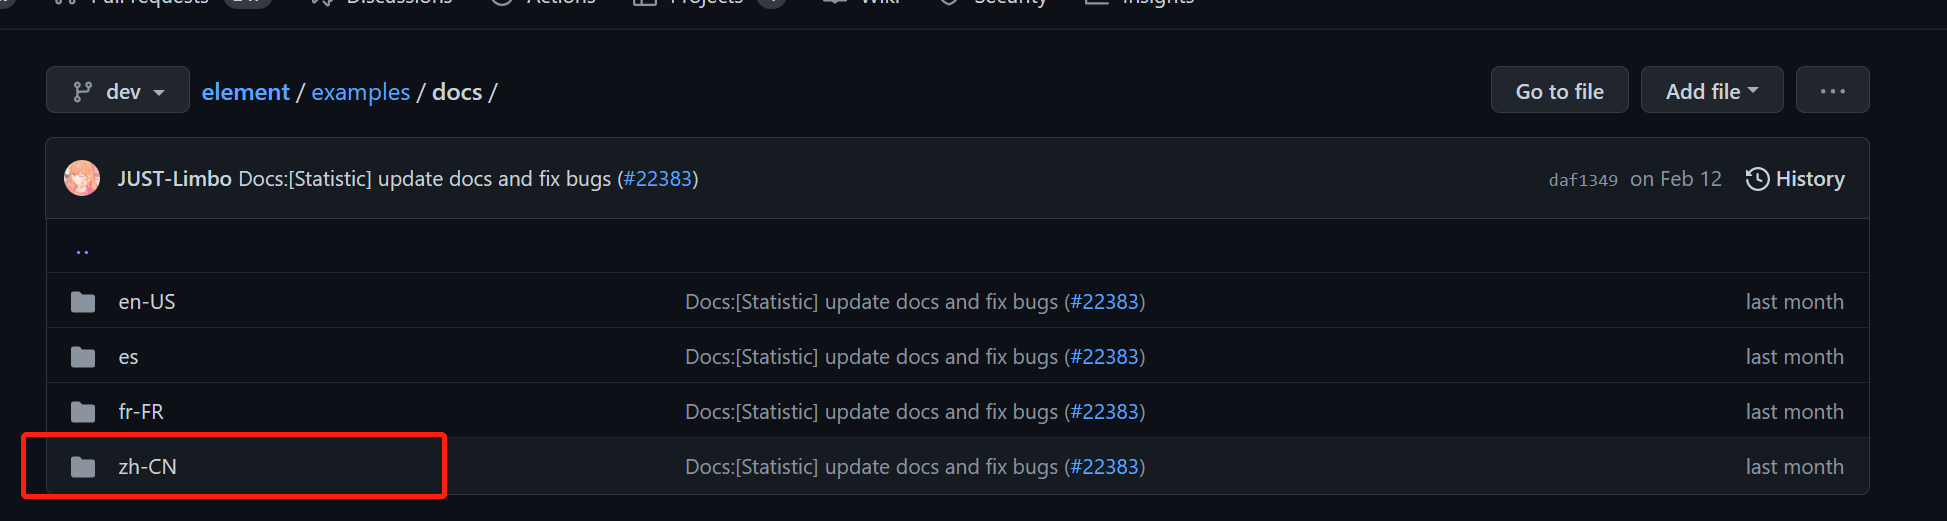 Pull requests Discussions Actions Projects Wiki Security Insights
dev element / examples / docs / Go to file Add file ...
JUST-Limbo Docs:[Statistic] update docs and fix bugs (#22383) daf1349 on Feb 12 History
..
en-US Docs:[Statistic] update docs and fix bugs (#22383) last month
es Docs:[Statistic] update docs and fix bugs (#22383) last month
fr-FR Docs:[Statistic] update docs and fix bugs (#22383) last month
zh-CN Docs:[Statistic] update docs and fix bugs (#22383) last month